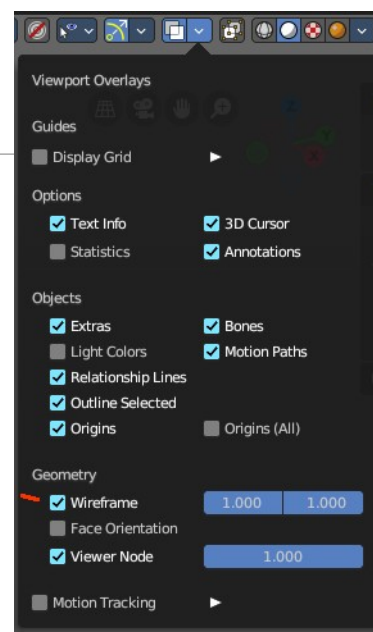 Viewport Overlays
Guides
Display Grid
Options
Text Info 3D Cursor
Statistics Annotations
Objects
Extras Bones
Light Colors Motion Paths
Relationship Lines
Outline Selected
Origins Origins (All)
Geometry
Wireframe 1.000 1.000
Face Orientation
Viewer Node 1.000
Motion Tracking